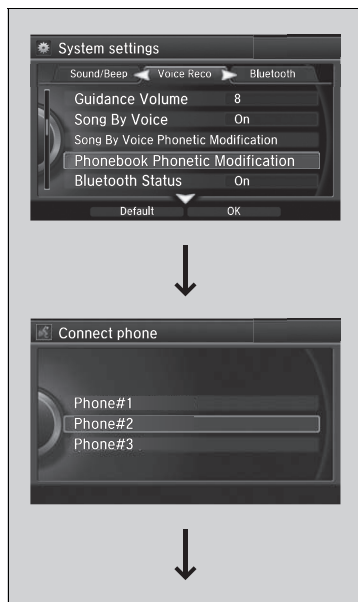 System settings
Sound/Beep Voice Reco Bluetooth
Guidance Volume 8
Song By Voice On
Song By Voice Phonetic Modification
Phonebook Phonetic Modification
Bluetooth Status On
Default OK
Connect phone
Phone#1
Phone#2
Phone#3